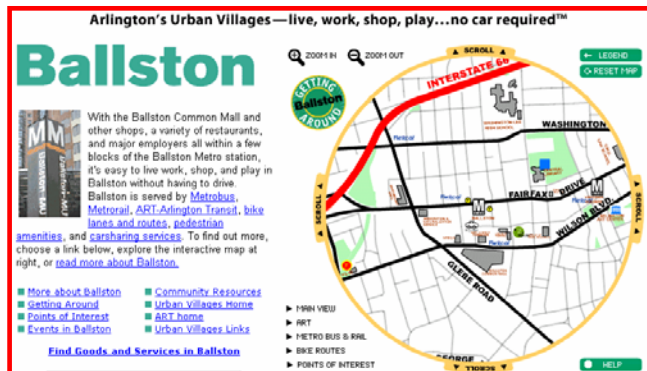 Arlington's Urban Villages—live, work, shop, play...no car required™
Ballston
ZOOM IN
ZOOM OUT
SCROLL
LEGEND
RESET MAP
GETTING
Ballston
AROUND
INTERSTATE 66
With the Ballston Common Mall and
other shops, a variety of restaurants,
and major employers all within a few
blocks of the Ballston Metro station,
it's easy to live work, shop, and play in
Ballston without having to drive.
Ballston is served by Metrobus,
Metrorail, ART-Arlington Transit, bike
lanes and routes, pedestrian
amenities, and carsharing services. To find out more,
choose a link below, explore the interactive map at
right, or read more about Ballston.
M M
WASHINGTON
FAIRFAX DRIVE
M
M
WILSON BLVD.
SCROLL
SCROLL
GLEBE ROAD
GEORGE
SCROLL
More about Ballston
Getting Around
Points of Interest
Events in Ballston
Community Resources
Urban Villages Home
ART home
Urban Villages Links
Find Goods and Services in Ballston
MAIN VIEW
ART
METRO BUS & RAIL
BIKE ROUTES
POINTS OF INTEREST
HELP